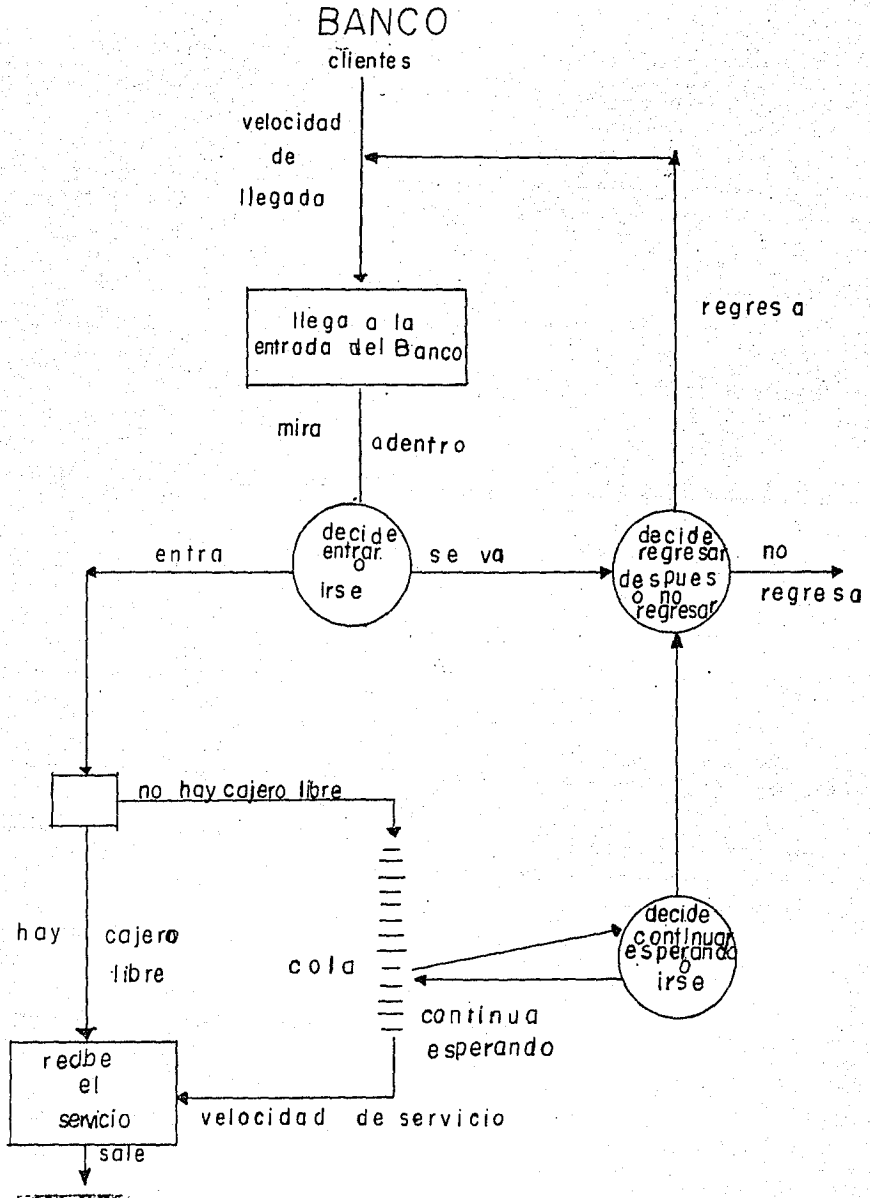 BANCO
clientes
velocidad
de
llegada
regresa
llega a la
entrada del Banco
mira
adentro
decide
entrar
o
irse
entra
se va
decide
regresar
despues
o no
regresar
no
regresa
no hay cajero libre
hay cajero
libre
cola
decide
continuar
esperando
o
irse
continua
esperando
recibe
el
servicio
velocidad de servicio
sale